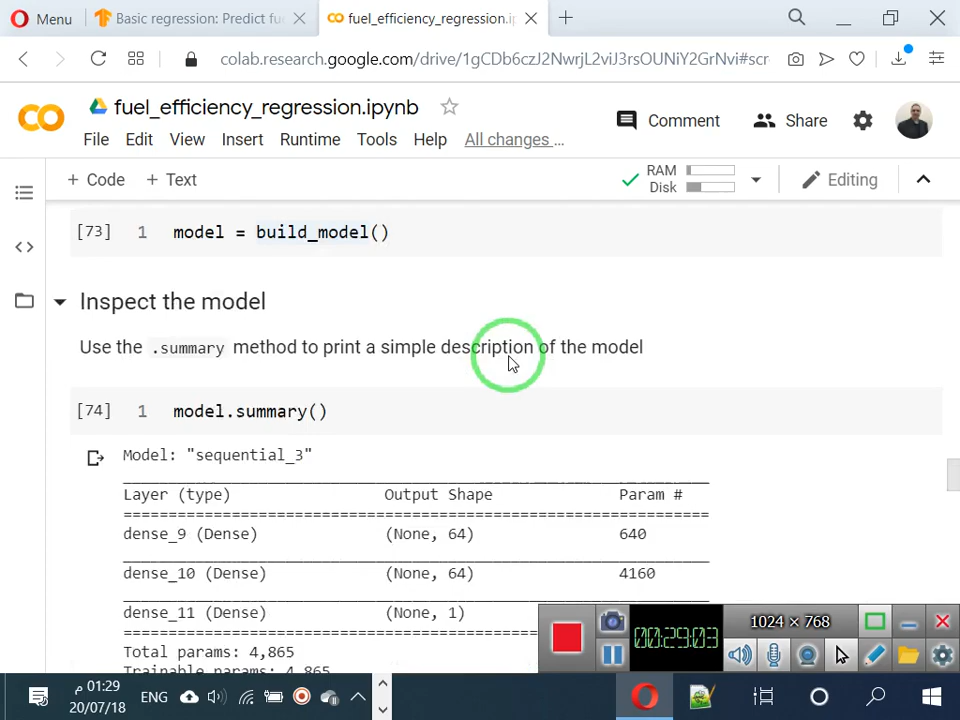 Menu
Basic regression: Predict fu
fuel_efficiency_regression.i
colab.research.google.com/drive/1gCDb6czJ2NwrjL2viJ3rsOUNiY2GrNvi#scr
fuel_efficiency_regression.ipynb
Comment
Share
File Edit View Insert Runtime Tools Help All changes …
+ Code + Text
RAM
Disk
Editing
[73] 1 model = build_model()
Inspect the model
Use the .summary method to print a simple description of the model
[74] 1 model.summary()
Model: "sequential_3"
Layer (type) Output Shape Param #
dense_9 (Dense) (None, 64) 640
dense_10 (Dense) (None, 64) 4160
dense_11 (Dense) (None, 1)
Total params: 4,865
Trainable params: 4,865
00:29:03
1024 × 768
01:29 م
ENG
20/07/18